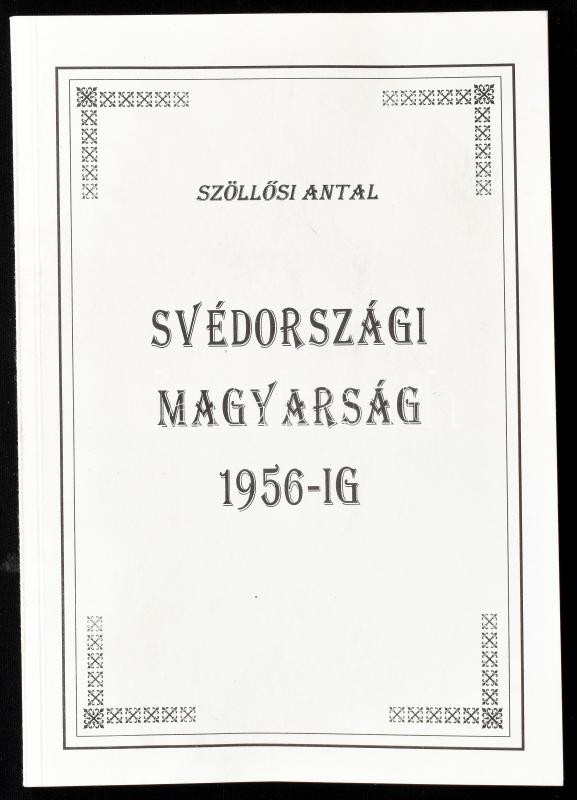 SZÖLLŐSI ANTAL
SVÉDORSZÁGI
MAGYARSÁG
1956-IG